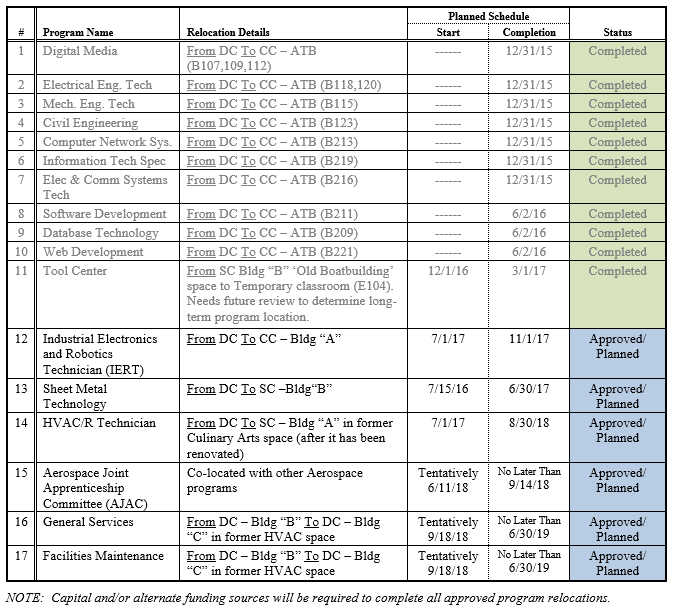 Planned Schedule
# Program Name Relocation Details Start Completion Status
1 Digital Media From DC To CC – ATB ------ 12/31/15 Completed
(B107,109,112)
2 Electrical Eng. Tech From DC To CC – ATB (B118,120) ------ 12/31/15 Completed
3 Mech. Eng. Tech From DC To CC – ATB (B115) ------ 12/31/15 Completed
4 Civil Engineering From DC To CC – ATB (B123) ------ 12/31/15 Completed
5 Computer Network Sys. From DC To CC – ATB (B213) ------ 12/31/15 Completed
6 Information Tech Spec From DC To CC – ATB (B219) ------ 12/31/15 Completed
7 Elec & Comm Systems From DC To CC – ATB (B216) ------ 12/31/15 Completed
Tech
8 Software Development From DC To CC – ATB (B211) ------ 6/2/16 Completed
9 Database Technology From DC To CC – ATB (B209) ------ 6/2/16 Completed
10 Web Development From DC To CC – ATB (B221) ------ 6/2/16 Completed
11 Tool Center From SC Bldg “B” ‘Old Boatbuilding’ 12/1/16 3/1/17 Completed
space to Temporary classroom (E104).
Needs future review to determine long-
term program location.
12 Industrial Electronics From DC To CC – Bldg “A” 7/1/17 11/1/17 Approved/
and Robotics Planned
Technician (IERT)
13 Sheet Metal From DC To SC –Bldg“B” 7/15/16 6/30/17 Approved/
Technology Planned
14 HVAC/R Technician From DC To SC – Bldg “A” in former 7/1/17 8/30/18 Approved/
Culinary Arts space (after it has been Planned
renovated)
15 Aerospace Joint Co-located with other Aerospace Tentatively No Later Than Approved/
Apprenticeship programs 6/11/18 9/14/18 Planned
Committee (AJAC)
16 General Services From DC – Bldg “B” To DC – Bldg Tentatively No Later Than Approved/
“C” in former HVAC space 9/18/18 6/30/19 Planned
17 Facilities Maintenance From DC – Bldg “B” To DC – Bldg Tentatively No Later Than Approved/
“C” in former HVAC space 9/18/18 6/30/19 Planned
NOTE: Capital and/or alternate funding sources will be required to complete all approved program relocations.